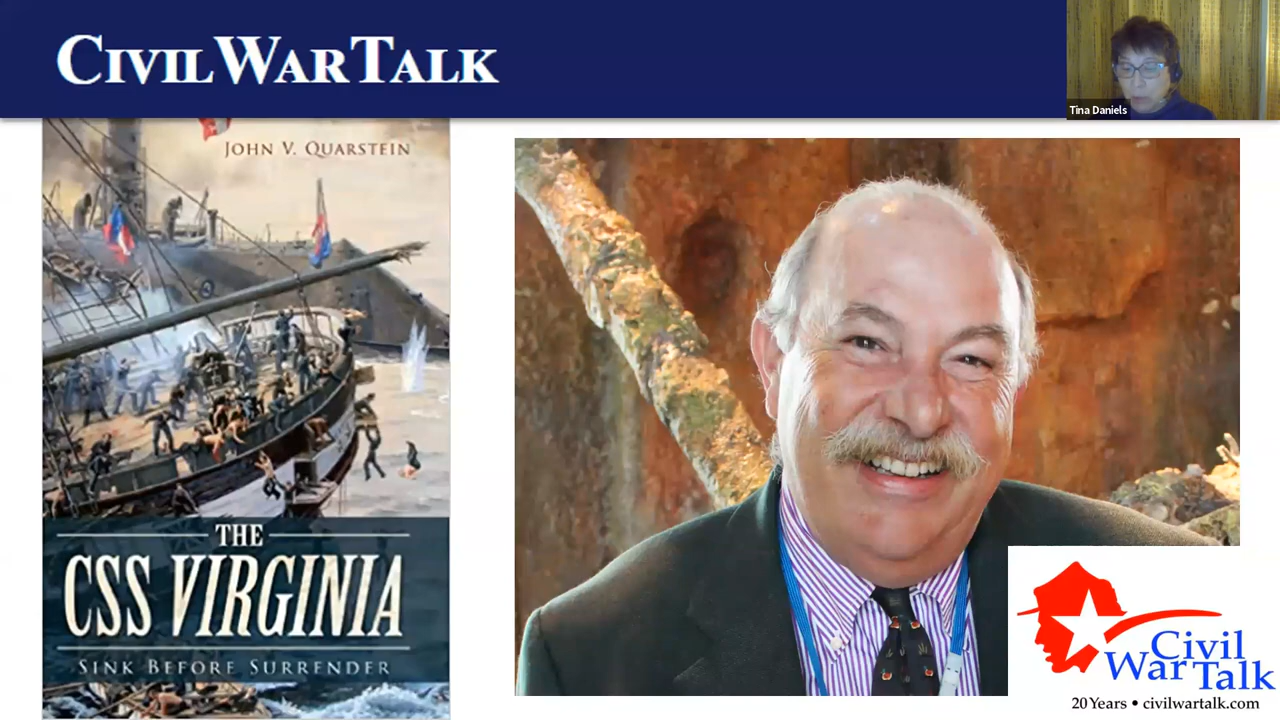 CIVIL WAR TALK
Tina Daniels
JOHN V. QUARSTEIN
THE
CSS VIRGINIA
SINK BEFORE SURRENDER
Civil
War Talk
20 Years • civilwartalk.com